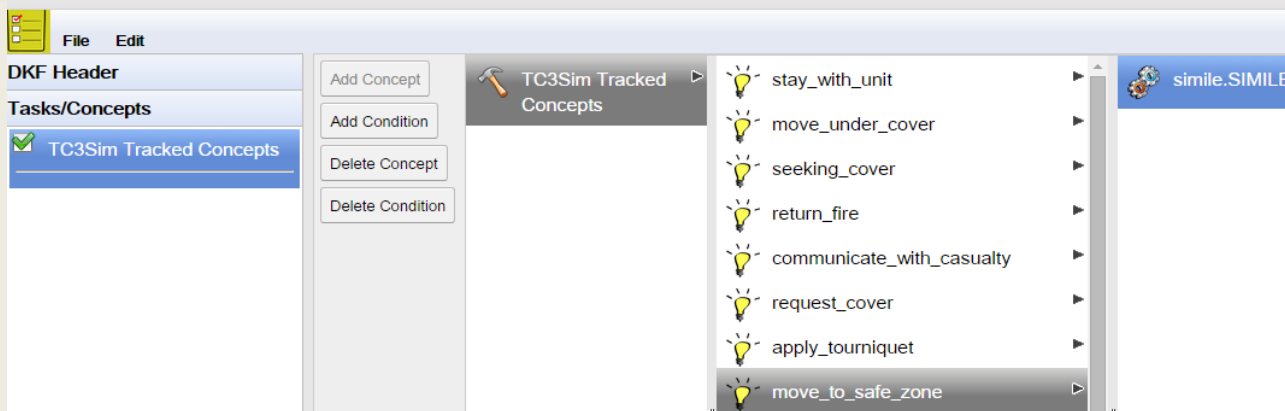 File Edit
DKF Header
Tasks/Concepts
TC3Sim Tracked Concepts
Add Concept
Add Condition
Delete Concept
Delete Condition
TC3Sim Tracked
Concepts
stay_with_unit
move_under_cover
seeking_cover
return_fire
communicate_with_casualty
request_cover
apply_tourniquet
move_to_safe_zone
simile.SIMILE